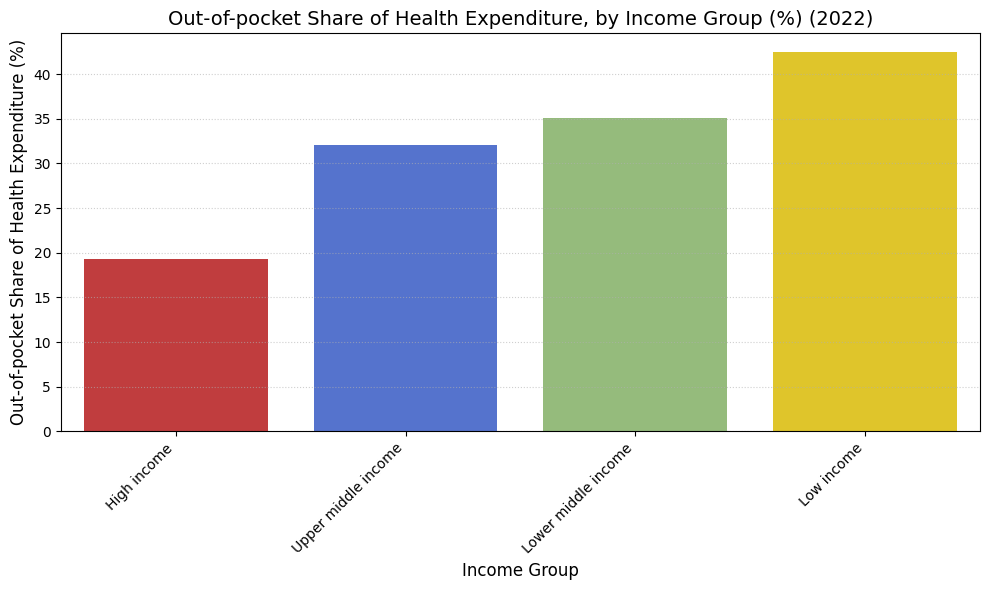 Out-of-pocket Share of Health Expenditure, by Income Group (%) (2022)
Out-of-pocket Share of Health Expenditure (%)
40
35
30
25
20
15
10
5
0
High income
Upper middle income
Lower middle income
Low income
Income Group